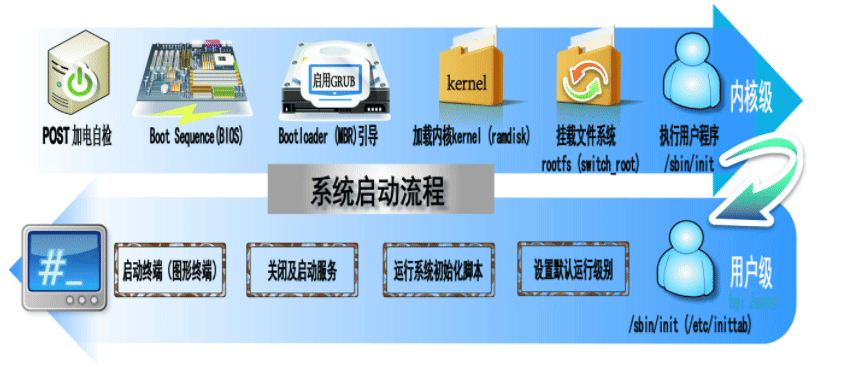 启用GRUB
kernel
POST 加电自检
Boot Sequence(BIOS)
Bootloader (MBR)引导
加载内核kernel (ramdisk)
挂载文件系统
rootfs (switch_root)
执行用户程序
/sbin/init
内核级
系统启动流程
#_
启动终端 (图形终端)
关闭及启动服务
运行系统初始化脚本
设置默认运行级别
用户级
/sbin/init (/etc/inittab)